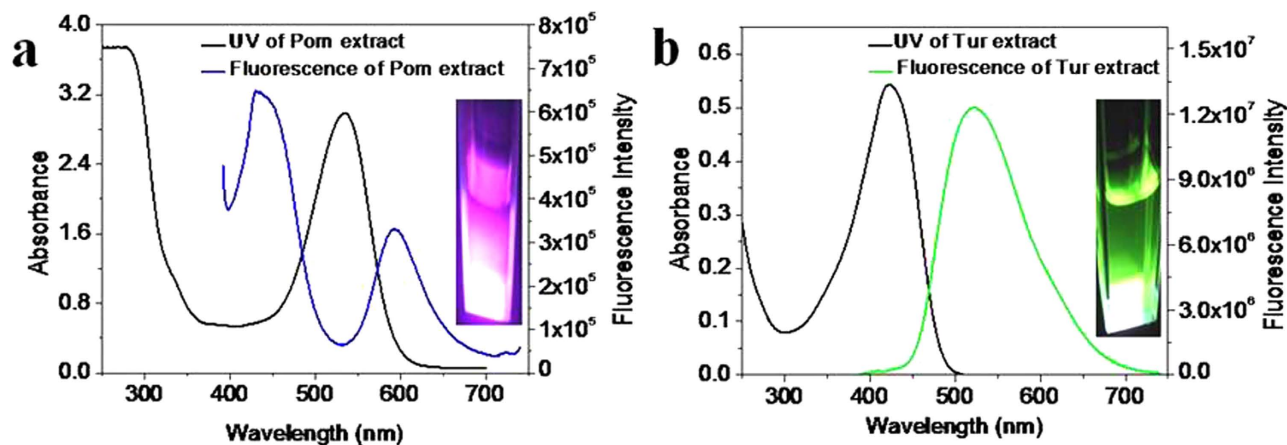 a
UV of Pom extract
Fluorescence of Pom extract
4.0
3.2
2.4
1.6
0.8
0.0
Absorbance
300 400 500 600 700
Wavelength (nm)
8x10⁵
7x10⁵
6x10⁵
5x10⁵
4x10⁵
3x10⁵
2x10⁵
1x10⁵
0
Fluorescence Intensity
b
UV of Tur extract
Fluorescence of Tur extract
0.6
0.5
0.4
0.3
0.2
0.1
0.0
Absorbance
300 400 500 600 700
Wavelength (nm)
1.5x10⁷
1.2x10⁷
9.0x10⁶
6.0x10⁶
3.0x10⁶
0.0
Fluorescence Intensity